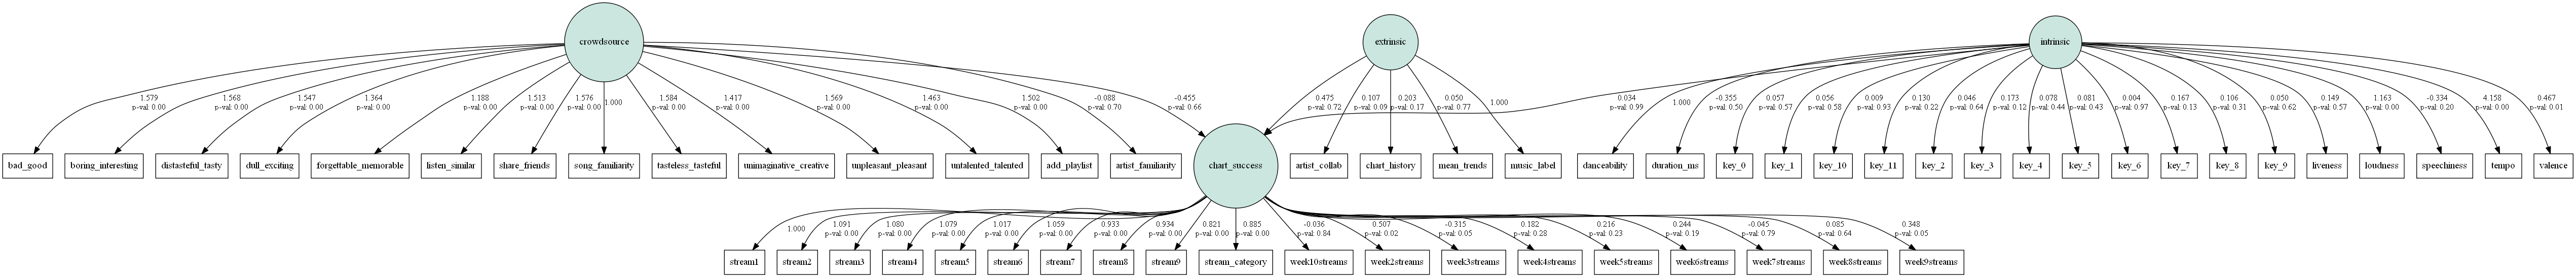 crowdsource
extrinsic
intrinsic
1.579
p-val: 0.00
1.568
p-val: 0.00
1.547
p-val: 0.00
1.364
p-val: 0.00
1.188
p-val: 0.00
1.513
p-val: 0.00
1.576
p-val: 0.00
1.000
1.584
p-val: 0.00
1.417
p-val: 0.00
1.569
p-val: 0.00
1.463
p-val: 0.00
1.502
p-val: 0.00
-0.088
p-val: 0.70
-0.455
p-val: 0.66
0.475
p-val: 0.72
0.107
p-val: 0.09
0.203
p-val: 0.17
0.050
p-val: 0.77
1.000
0.034
p-val: 0.99
1.000
-0.355
p-val: 0.50
0.057
p-val: 0.57
0.056
p-val: 0.58
0.009
p-val: 0.93
0.130
p-val: 0.22
0.046
p-val: 0.64
0.173
p-val: 0.12
0.078
p-val: 0.44
0.081
p-val: 0.43
0.004
p-val: 0.97
0.167
p-val: 0.13
0.106
p-val: 0.31
0.050
p-val: 0.62
0.149
p-val: 0.57
1.163
p-val: 0.00
-0.334
p-val: 0.20
4.158
p-val: 0.00
0.467
p-val: 0.01
bad_good
boring_interesting
distasteful_tasty
dull_exciting
forgettable_memorable
listen_similar
share_friends
song_familiarity
tasteless_tasteful
unimaginative_creative
unpleasant_pleasant
untalented_talented
add_playlist
artist_familiarity
chart_success
artist_collab
chart_history
mean_trends
music_label
danceability
duration_ms
key_0
key_1
key_10
key_11
key_2
key_3
key_4
key_5
key_6
key_7
key_8
key_9
liveness
loudness
speechiness
tempo
valence
1.000
1.091
p-val: 0.00
1.080
p-val: 0.00
1.079
p-val: 0.00
1.017
p-val: 0.00
1.059
p-val: 0.00
0.933
p-val: 0.00
0.934
p-val: 0.00
0.821
p-val: 0.00
0.885
p-val: 0.00
-0.036
p-val: 0.84
0.507
p-val: 0.02
-0.315
p-val: 0.05
0.182
p-val: 0.28
0.216
p-val: 0.23
0.244
p-val: 0.19
-0.045
p-val: 0.79
0.085
p-val: 0.64
0.348
p-val: 0.05
stream1
stream2
stream3
stream4
stream5
stream6
stream7
stream8
stream9
stream_category
week10streams
week2streams
week3streams
week4streams
week5streams
week6streams
week7streams
week8streams
week9streams